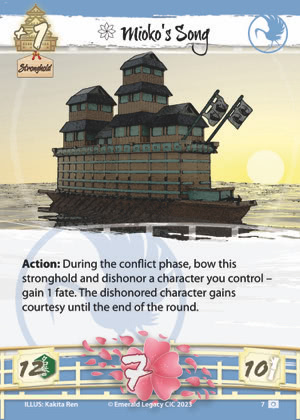 1
Mioko's Song
Stronghold
Action: During the conflict phase, bow this
stronghold and dishonor a character you control –
gain 1 fate. The dishonored character gains
courtesy until the end of the round.
12
7
10
ILLUS: Kakita Ren
© Emerald Legacy CIC 2023
7